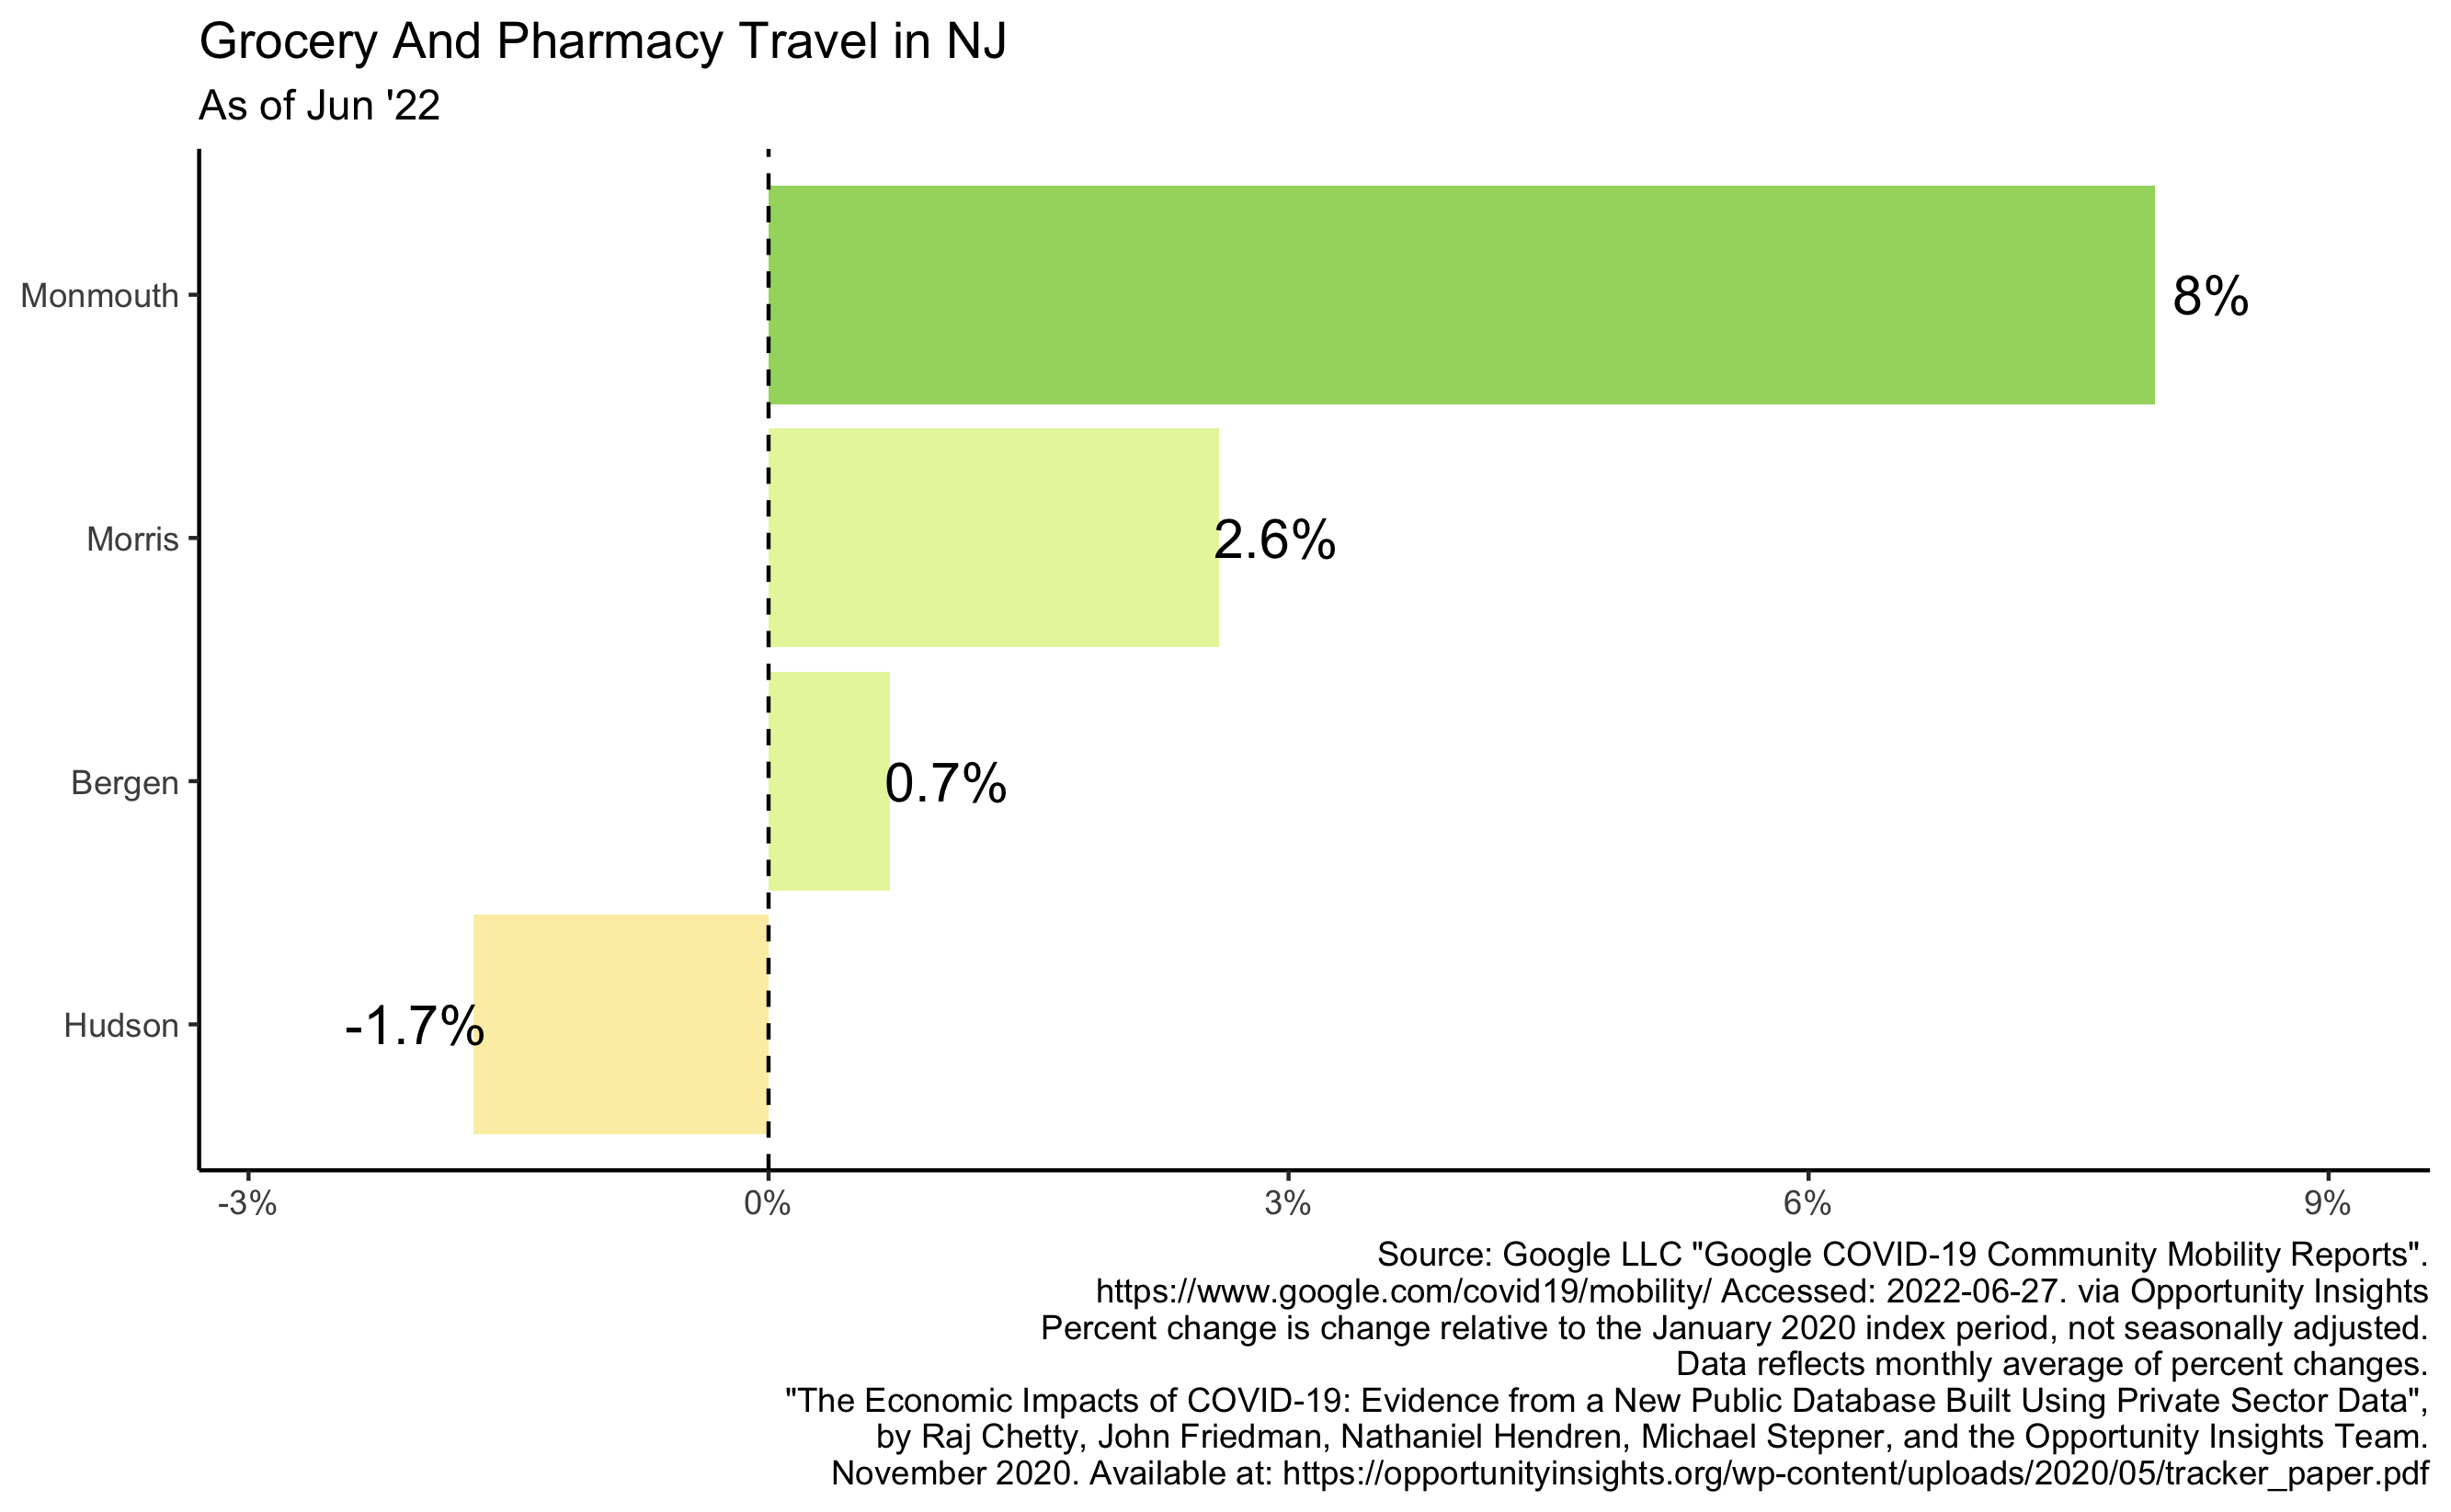 Grocery And Pharmacy Travel in NJ
As of Jun '22
Monmouth
8%
Morris
2.6%
Bergen
0.7%
Hudson
-1.7%
-3% 0% 3% 6% 9%
Source: Google LLC "Google COVID-19 Community Mobility Reports".
https://www.google.com/covid19/mobility/ Accessed: 2022-06-27. via Opportunity Insights
Percent change is change relative to the January 2020 index period, not seasonally adjusted.
Data reflects monthly average of percent changes.
"The Economic Impacts of COVID-19: Evidence from a New Public Database Built Using Private Sector Data",
by Raj Chetty, John Friedman, Nathaniel Hendren, Michael Stepner, and the Opportunity Insights Team.
November 2020. Available at: https://opportunityinsights.org/wp-content/uploads/2020/05/tracker_paper.pdf